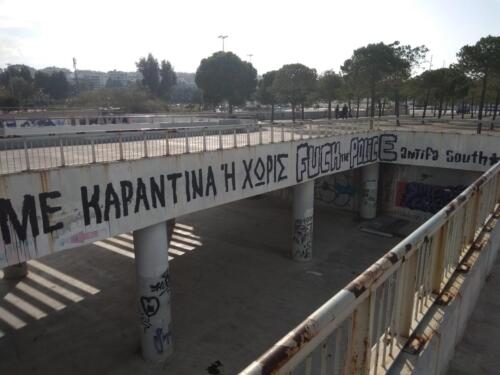 ΜΕ ΚΑΡΑΝΤΙΝΑ Ή ΧΩΡΙΣ FUCK THE POLICE ANTIFA SOUTH